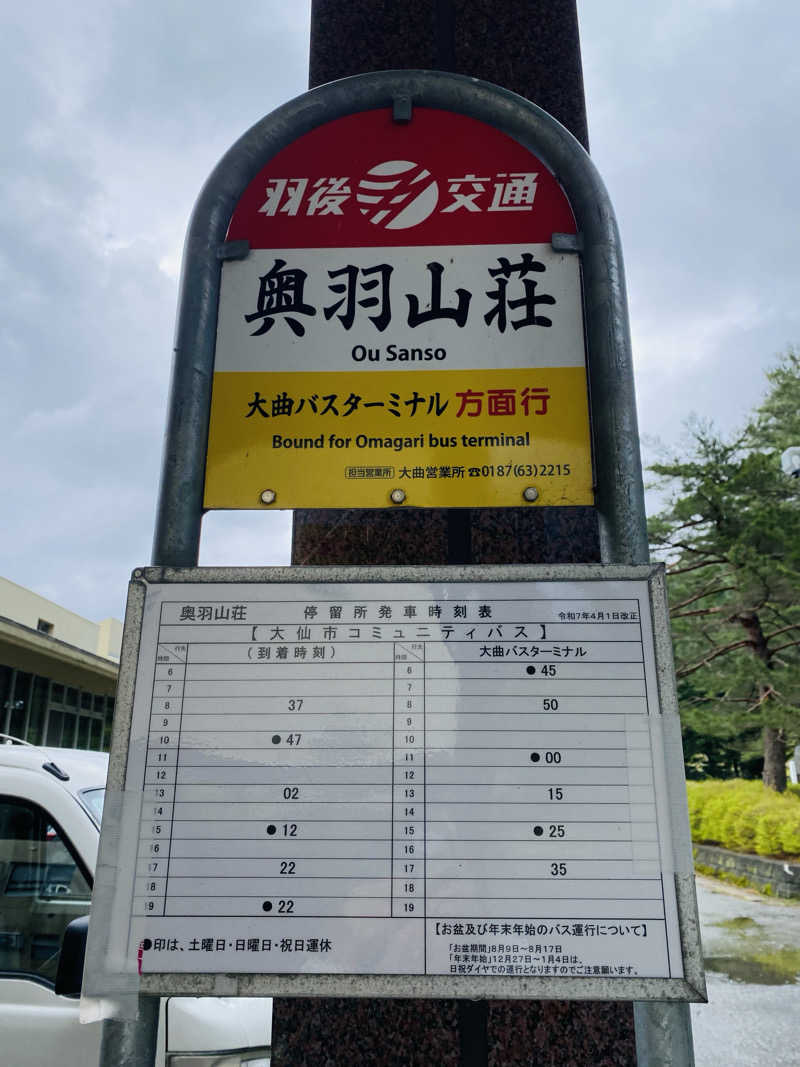 羽後交通
奥羽山荘
Ou Sanso
大曲バスターミナル 方面行
Bound for Omagari bus terminal
担当営業所 大曲営業所 ☎0187(63)2215
奥羽山荘 停留所発車時刻表 令和7年4月1日改正
【大仙市コミュニティバス】
行先 時間 (到着時刻) 行先 時間 大曲バスターミナル
6 6 ●45
7 7
8 37 8 50
9 9
10 ●47 10
11 11 ●00
12 12
13 02 13 15
14 14
15 ●12 15 ●25
16 16
17 22 17 35
18 18
19 ●22 19
●印は、土曜日・日曜日・祝日運休
【お盆及び年末年始のバス運行について】
「お盆期間」8月9日～8月17日
「年末年始」12月27日～1月4日は、
日祝ダイヤでの運行となりますのでご注意願います。